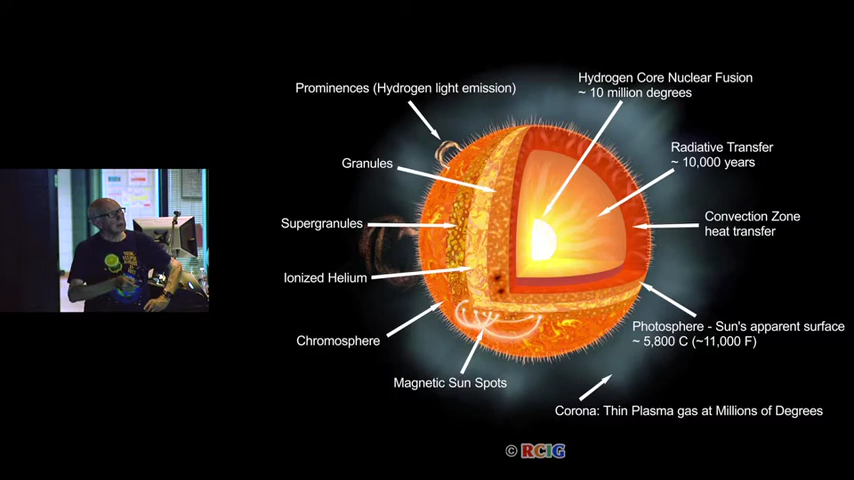 Prominences (Hydrogen light emission)
Hydrogen Core Nuclear Fusion
~ 10 million degrees
Granules
Radiative Transfer
~ 10,000 years
Supergranules
Convection Zone
heat transfer
Ionized Helium
Chromosphere
Photosphere - Sun's apparent surface
~ 5,800 C (~11,000 F)
Magnetic Sun Spots
Corona: Thin Plasma gas at Millions of Degrees
© RCIG